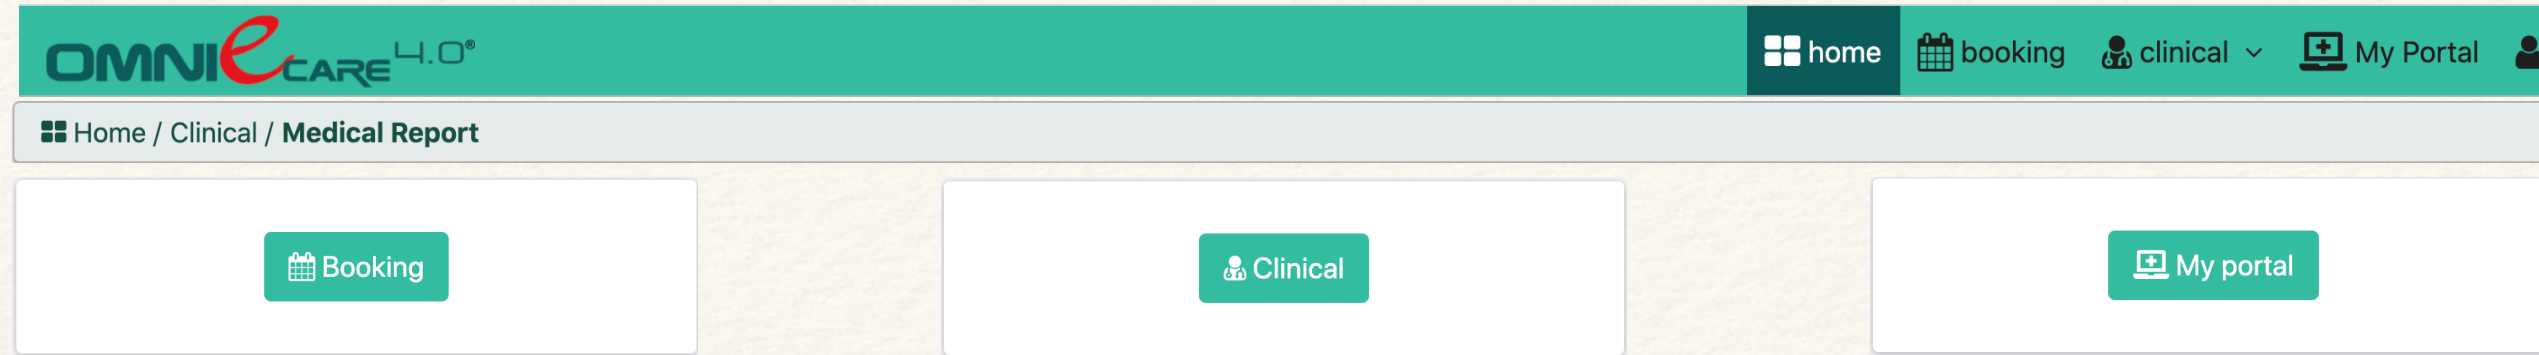 OMNIeCARE 4.0®
home booking clinical My Portal
Home / Clinical / Medical Report
Booking Clinical My portal